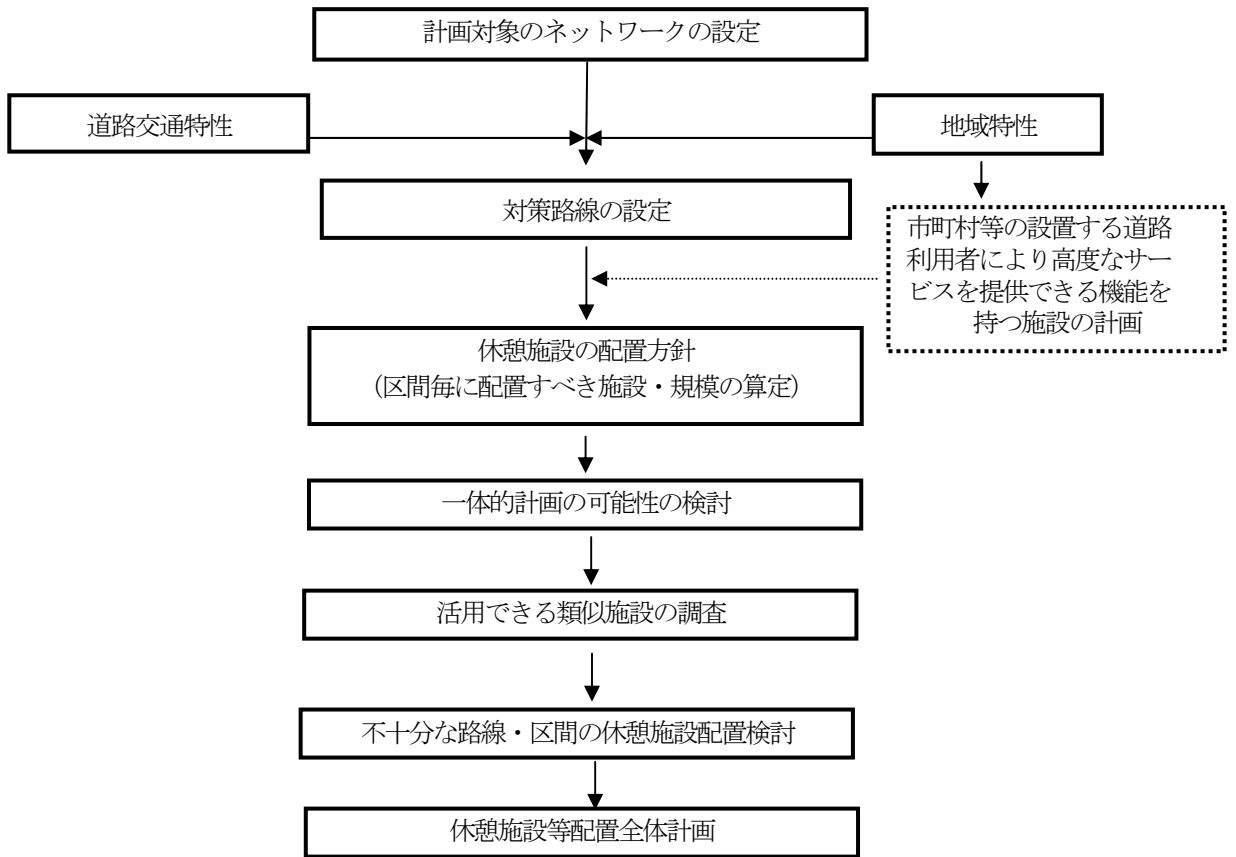 計画対象のネットワークの設定
道路交通特性
地域特性
対策路線の設定
市町村等の設置する道路
利用者により高度なサー
ビスを提供できる機能を
持つ施設の計画
休憩施設の配置方針
(区間毎に配置すべき施設・規模の算定)
一体的計画の可能性の検討
活用できる類似施設の調査
不十分な路線・区間の休憩施設配置検討
休憩施設等配置全体計画